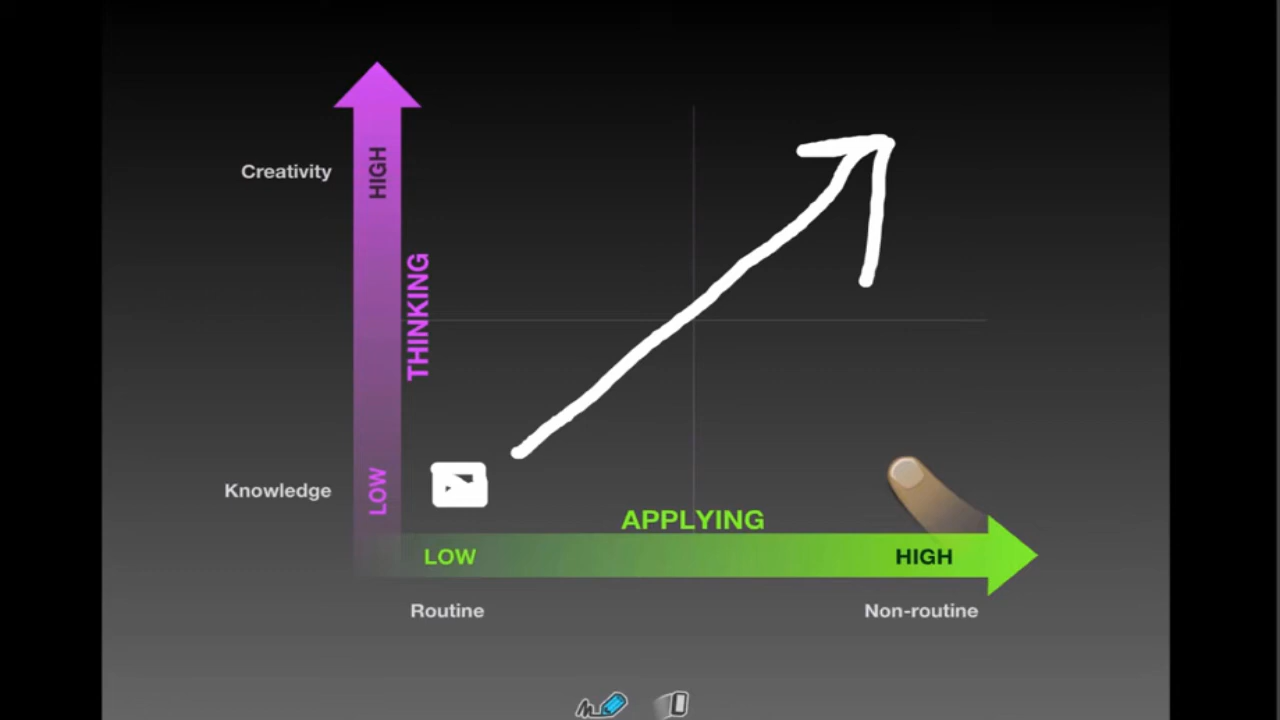 Creativity
HIGH
THINKING
Knowledge
LOW
APPLYING
LOW
HIGH
Routine
Non-routine